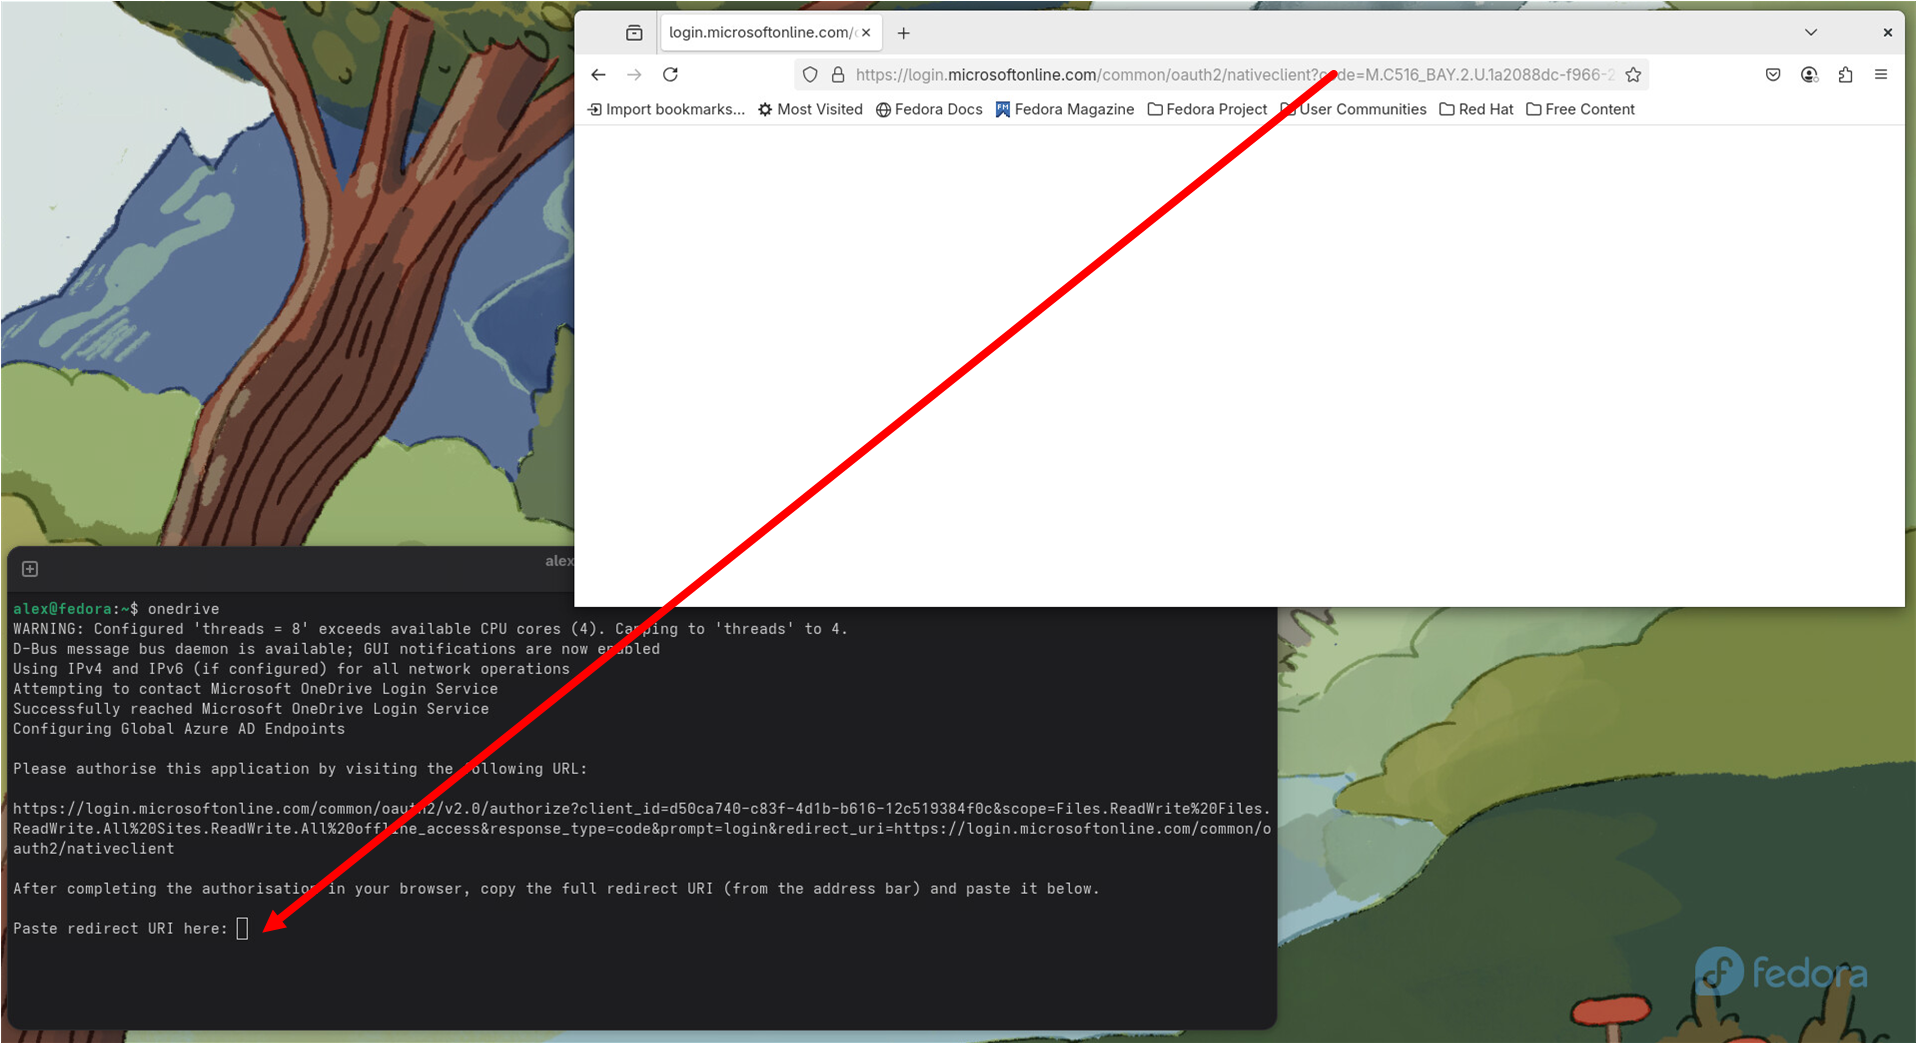 login.microsoftonline.com/
https://login.microsoftonline.com/common/oauth2/nativeclient?code=M.C516_BAY.2.U.1a2088dc-f966-2
Import bookmarks... Most Visited Fedora Docs Fedora Magazine Fedora Project User Communities Red Hat Free Content
alex
alex@fedora:~$ onedrive
WARNING: Configured 'threads = 8' exceeds available CPU cores (4). Capping to 'threads' to 4.
D-Bus message bus daemon is available; GUI notifications are now enabled
Using IPv4 and IPv6 (if configured) for all network operations
Attempting to contact Microsoft OneDrive Login Service
Successfully reached Microsoft OneDrive Login Service
Configuring Global Azure AD Endpoints
Please authorise this application by visiting the following URL:
https://login.microsoftonline.com/common/oauth2/v2.0/authorize?client_id=d50ca740-c83f-4d1b-b616-12c519384f0c&scope=Files.ReadWrite%20Files.
ReadWrite.All%20Sites.ReadWrite.All%20offline_access&response_type=code&prompt=login&redirect_uri=https://login.microsoftonline.com/common/o
auth2/nativeclient
After completing the authorisation in your browser, copy the full redirect URI (from the address bar) and paste it below.
Paste redirect URI here:
fedora